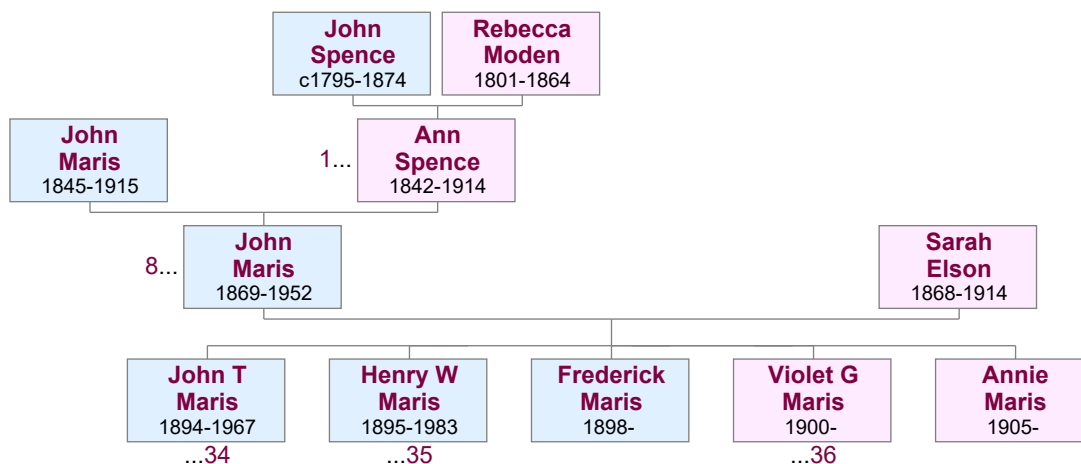 John
Spence
c1795-1874
Rebecca
Moden
1801-1864
John
Maris
1845-1915
1...
Ann
Spence
1842-1914
8...
John
Maris
1869-1952
Sarah
Elson
1868-1914
John T
Maris
1894-1967
Henry W
Maris
1895-1983
Frederick
Maris
1898-
Violet G
Maris
1900-
Annie
Maris
1905-
...34
...35
...36